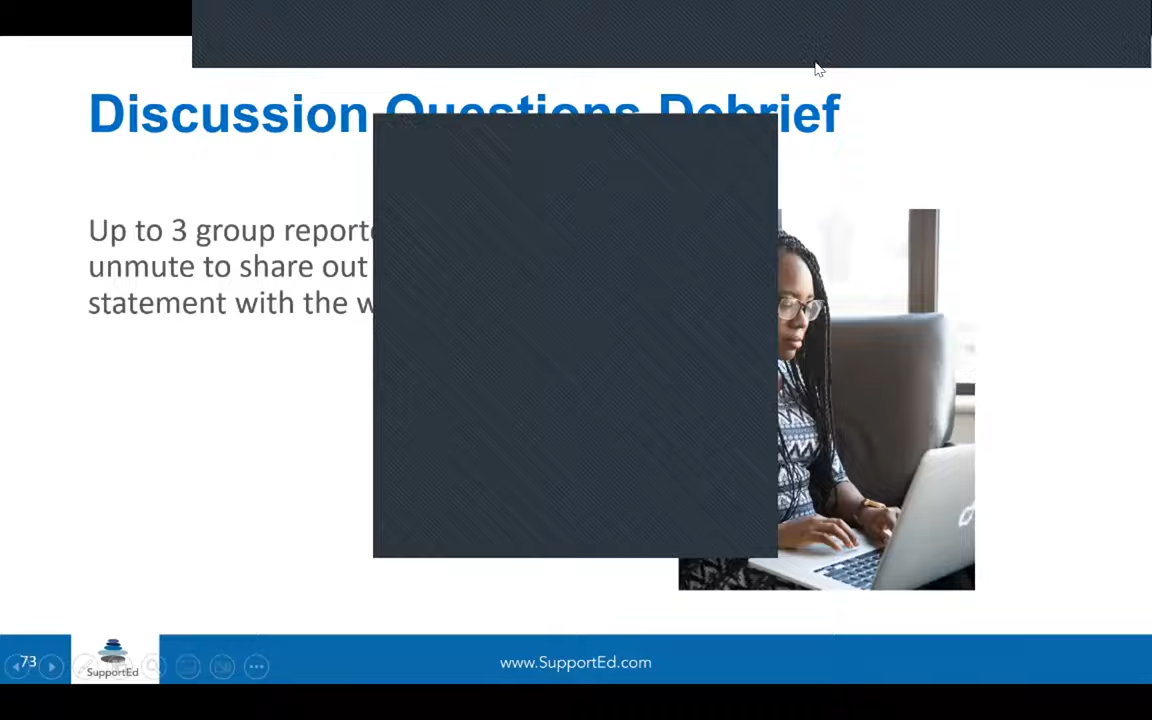 Discussion Questions Debrief
Up to 3 group
unmute to share out
statement with the
73
SupportEd
www.SupportEd.com